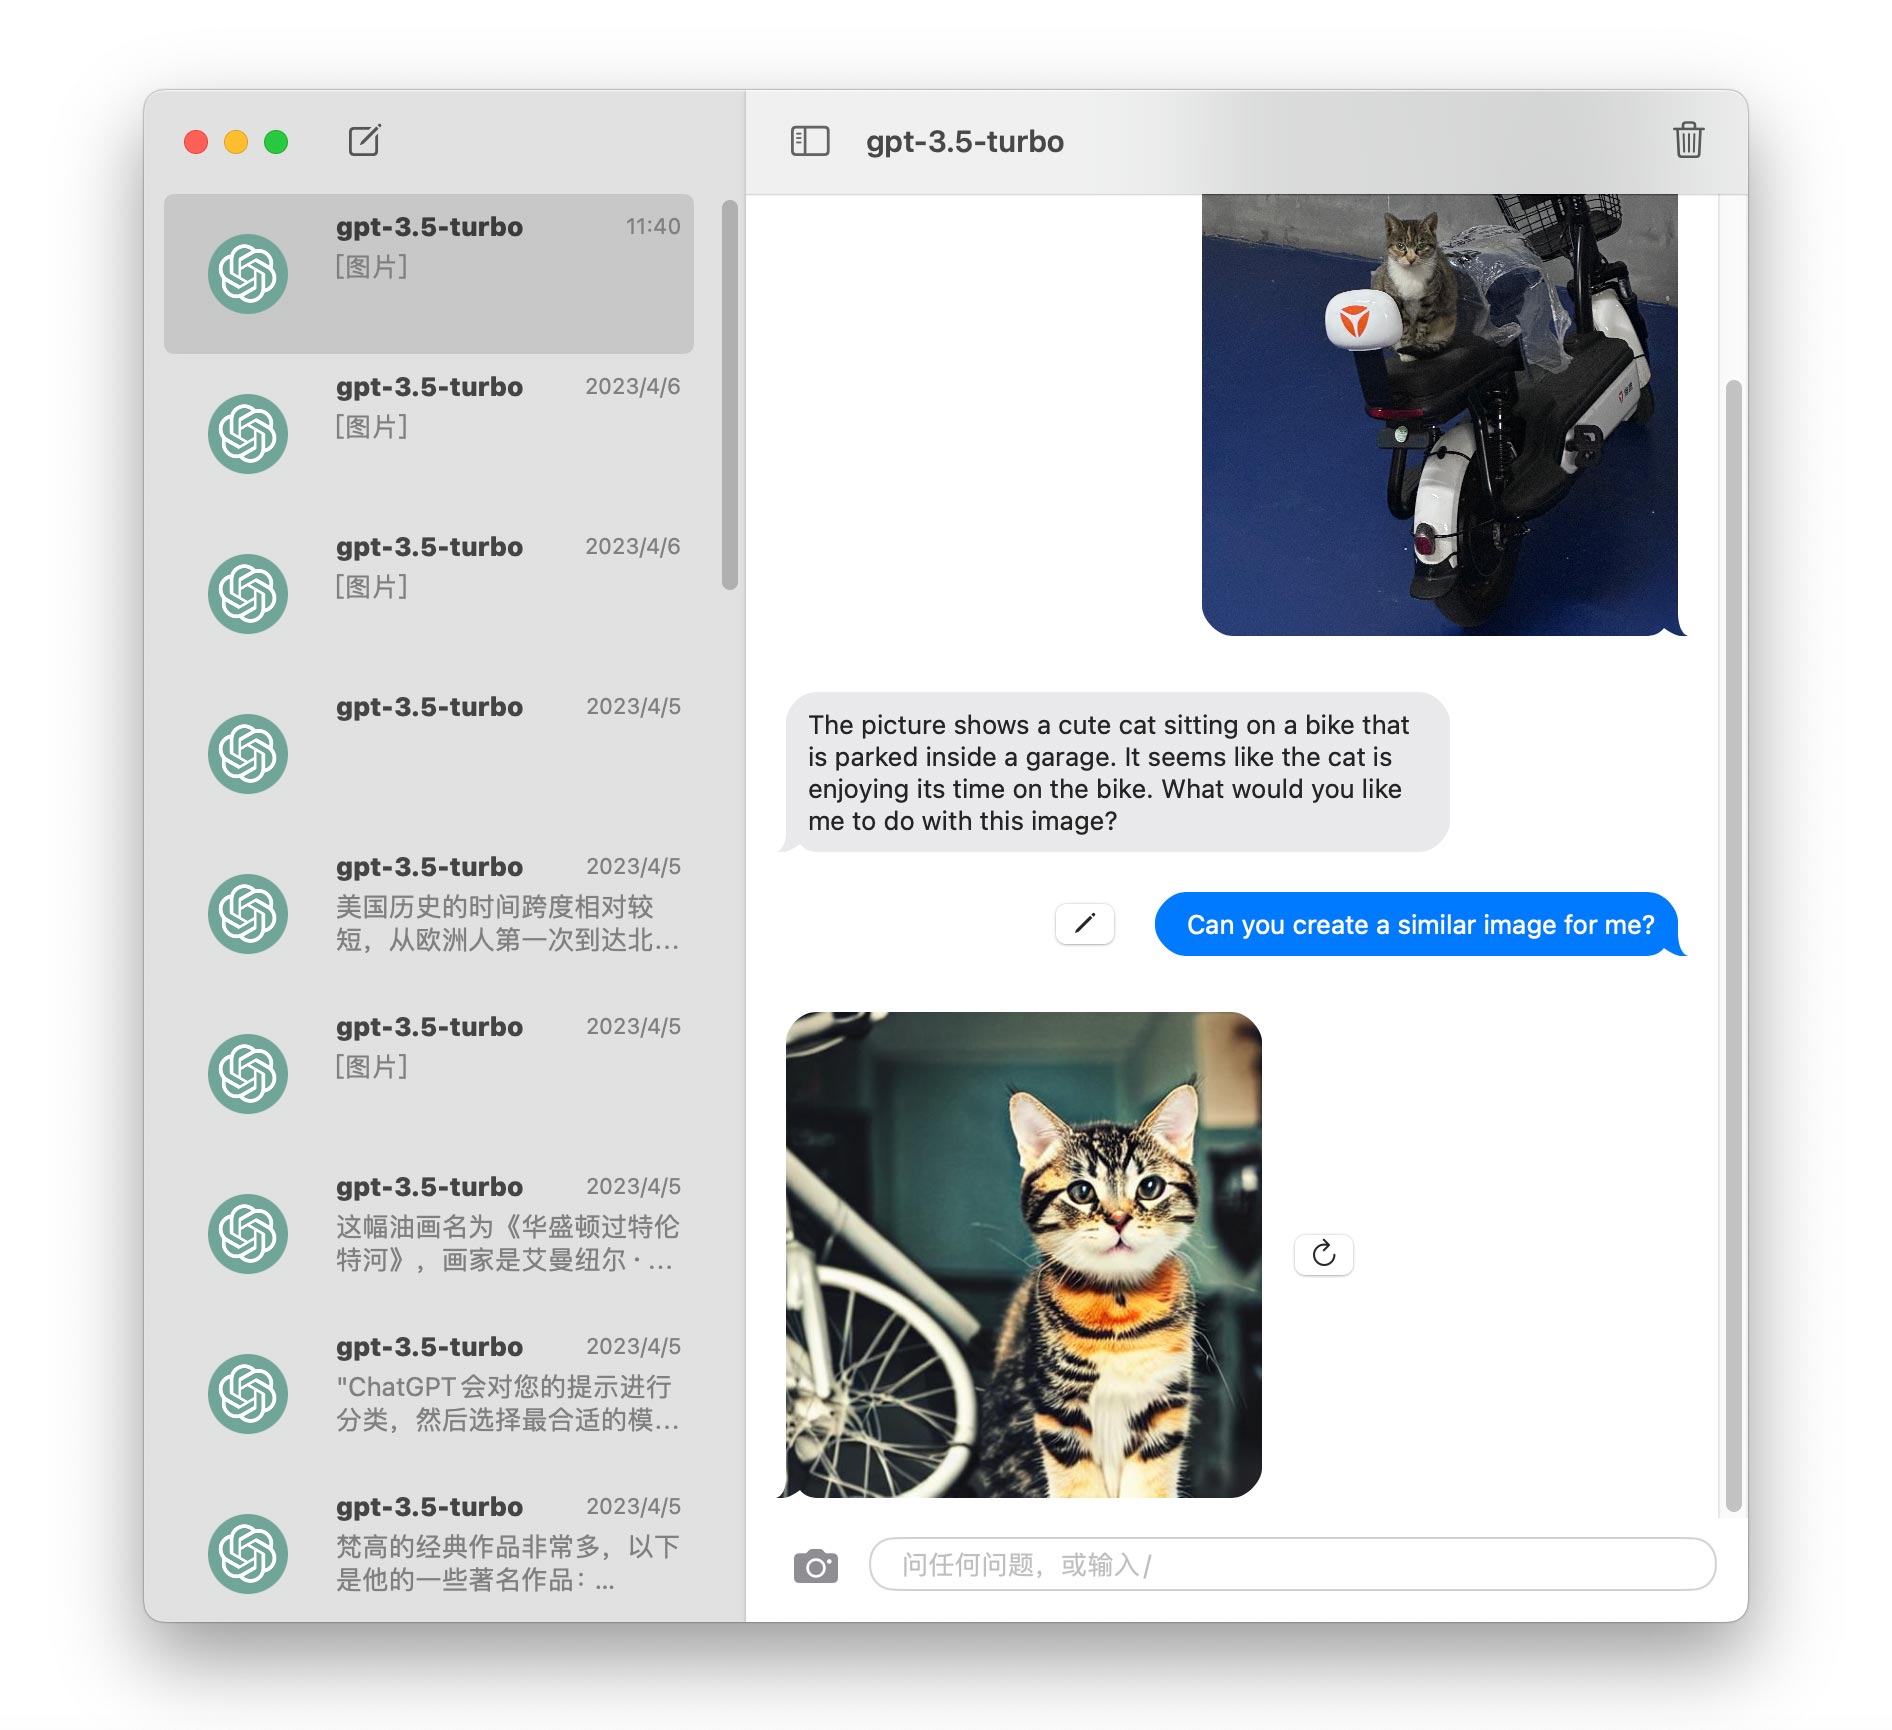 gpt-3.5-turbo 11:40
[图片]
gpt-3.5-turbo 2023/4/6
[图片]
gpt-3.5-turbo 2023/4/6
[图片]
gpt-3.5-turbo 2023/4/5
gpt-3.5-turbo 2023/4/5
美国历史的时间跨度相对较
短，从欧洲人第一次到达北...
gpt-3.5-turbo 2023/4/5
[图片]
gpt-3.5-turbo 2023/4/5
这幅油画名为《华盛顿过特伦
特河》，画家是艾曼纽尔·...
gpt-3.5-turbo 2023/4/5
"ChatGPT会对您的提示进行
分类，然后选择最合适的模...
gpt-3.5-turbo 2023/4/5
梵高的经典作品非常多，以下
是他的一些著名作品：...
gpt-3.5-turbo
The picture shows a cute cat sitting on a bike that
is parked inside a garage. It seems like the cat is
enjoying its time on the bike. What would you like
me to do with this image?
Can you create a similar image for me?
问任何问题，或输入/